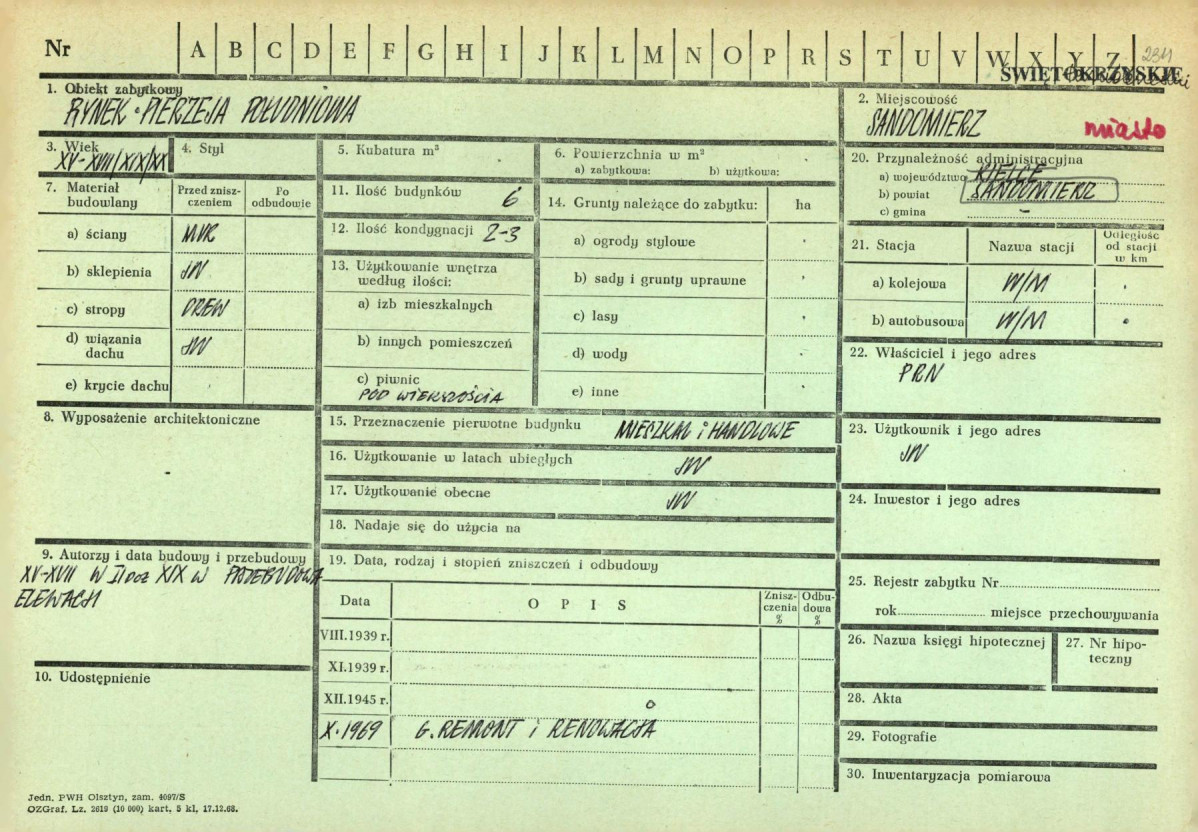 Nr A B C D E F G H I J K L M N O P R S T U V W X Y Z 234
ŚWIĘTOKRZYSKIE
1. Obiekt zabytkowy
RYNEK • PIERZEJA POŁUDNIOWA
2. Miejscowość
SANDOMIERZ miasto
3. Wiek
XV-XVII/XIX/XX
4. Styl
5. Kubatura m³
6. Powierzchnia w m²
a) zabytkowa: b) użytkowa:
20. Przynależność administracyjna
a) województwo KIELCE
b) powiat SANDOMIERZ
c) gmina -
7. Materiał budowlany
Przed zniszczeniem
Po odbudowie
a) ściany MUR
b) sklepienia JW
c) stropy DREW
d) wiązania dachu JW
e) krycie dachu
11. Ilość budynków 6
12. Ilość kondygnacji 2-3
13. Użytkowanie wnętrza
według ilości:
a) izb mieszkalnych
b) innych pomieszczeń
c) piwnic
POD WIĘKSZOŚCIĄ
14. Grunty należące do zabytku: ha
a) ogrody stylowe
b) sady i grunty uprawne
c) lasy
d) wody
e) inne
21. Stacja Nazwa stacji Odległość od stacji w km
a) kolejowa W/M
b) autobusowa W/M
22. Właściciel i jego adres
PRN
8. Wyposażenie architektoniczne
15. Przeznaczenie pierwotne budynku MIESZKAL i HANDLOWE
16. Użytkowanie w latach ubiegłych JW
17. Użytkowanie obecne JW
18. Nadaje się do użycia na
23. Użytkownik i jego adres
JW
24. Inwestor i jego adres
9. Autorzy i data budowy i przebudowy
XV-XVII W II poł XIX w PRZEBUDOWA
ELEWACJI
10. Udostępnienie
19. Data, rodzaj i stopień zniszczeń i odbudowy
Data OPIS Zniszczenia % Odbudowa %
VIII.1939 r.
XI.1939 r.
XII.1945 r.
X.1969 G. REMONT i RENOWACJA
25. Rejestr zabytku Nr
rok miejsce przechowywania
26. Nazwa księgi hipotecznej
27. Nr hipoteczny
28. Akta
29. Fotografie
30. Inwentaryzacja pomiarowa
Jedn. PWH Olsztyn, zam. 4097/S
OZGraf. Lz. 2619 (10 000) kart. 5 kl, 17.12.68.